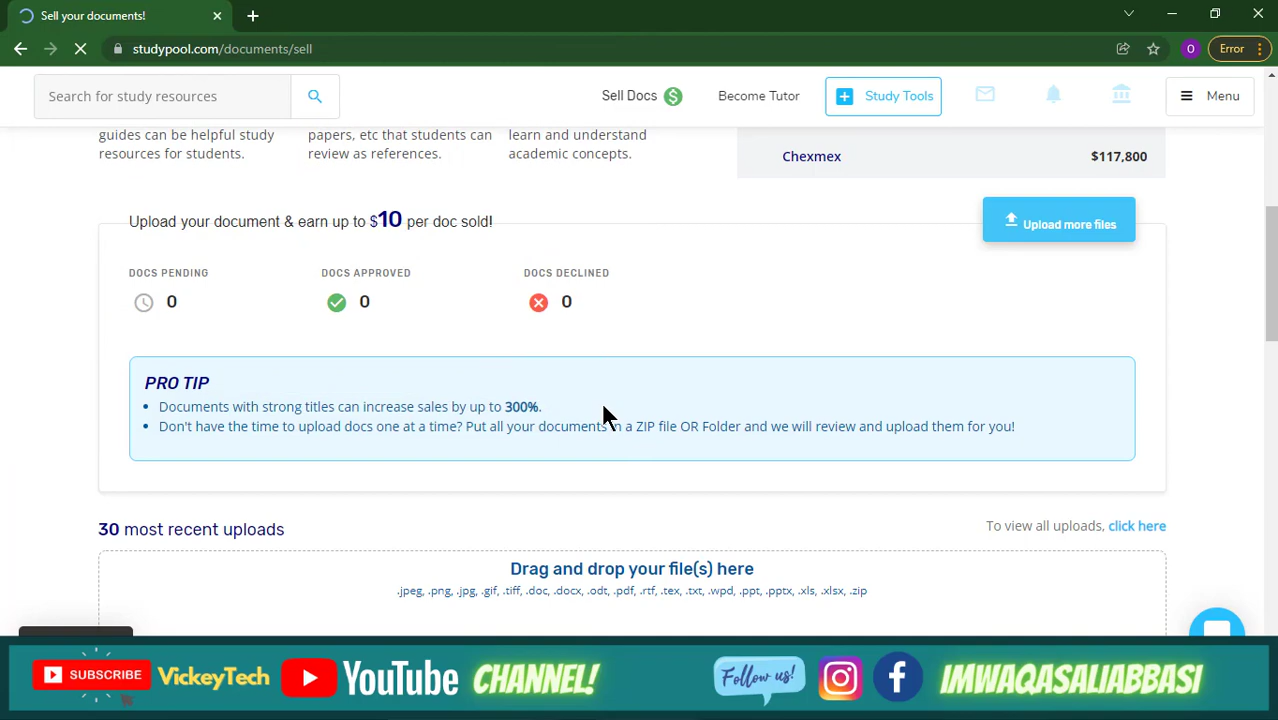 Sell your documents!
studypool.com/documents/sell
O
Error
Search for study resources
Sell Docs
Become Tutor
Study Tools
Menu
guides can be helpful study
resources for students.
papers, etc that students can
review as references.
learn and understand
academic concepts.
Chexmex $117,800
Upload your document & earn up to $10 per doc sold!
Upload more files
DOCS PENDING
0
DOCS APPROVED
0
DOCS DECLINED
0
PRO TIP
• Documents with strong titles can increase sales by up to 300%.
• Don't have the time to upload docs one at a time? Put all your documents in a ZIP file OR Folder and we will review and upload them for you!
30 most recent uploads
To view all uploads, click here
Drag and drop your file(s) here
.jpeg, .png, .jpg, .gif, .tiff, .doc, .docx, .odt, .pdf, .rtf, .tex, .txt, .wpd, .ppt, .pptx, .xls, .xlsx, .zip
SUBSCRIBE
VickeyTech
YouTube
CHANNEL!
Follow us!
IMWAQASALIABBASI